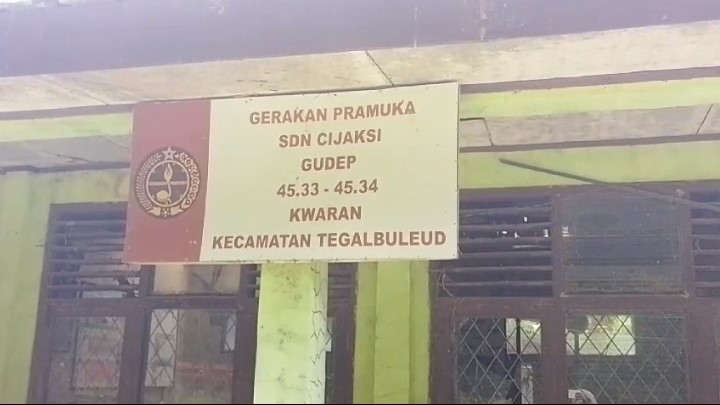 GERAKAN PRAMUKA
SDN CIJAKSI
GUDEP
45.33 - 45.34
KWARAN
KECAMATAN TEGALBULEUD